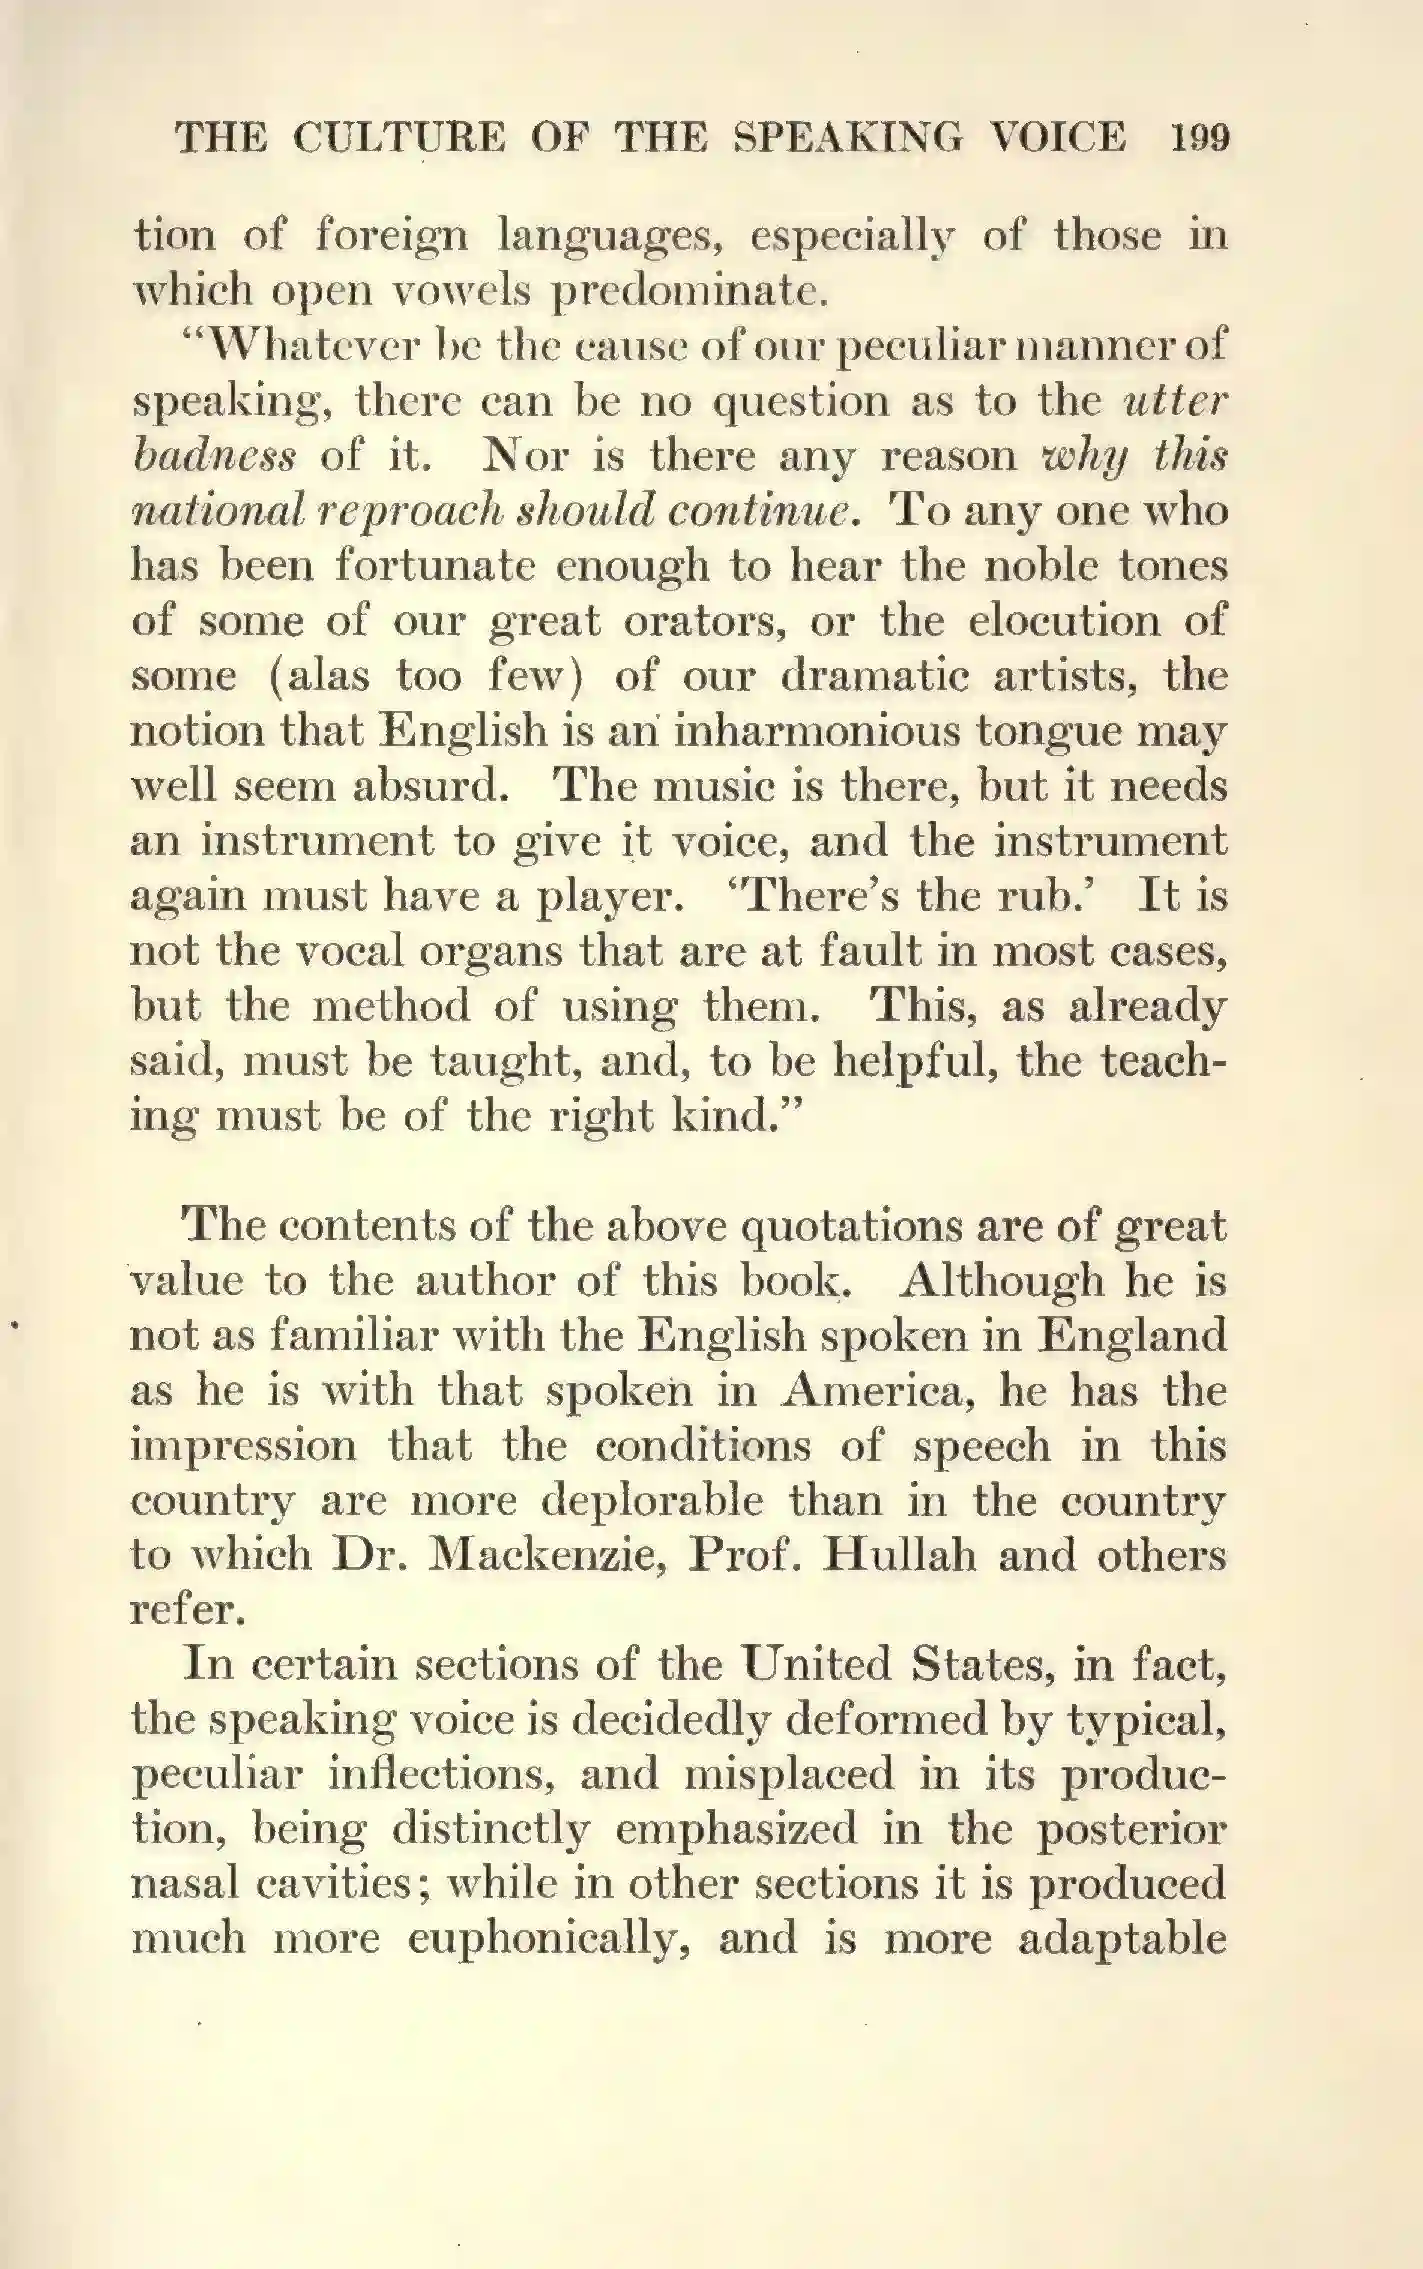 THE CULTURE OF THE SPEAKING VOICE 199
tion of foreign languages, especially of those in
which open vowels predominate.
“Whatever be the cause of our peculiar manner of
speaking, there can be no question as to the utter
badness of it. Nor is there any reason why this
national reproach should continue. To any one who
has been fortunate enough to hear the noble tones
of some of our great orators, or the elocution of
some (alas too few) of our dramatic artists, the
notion that English is an inharmonious tongue may
well seem absurd. The music is there, but it needs
an instrument to give it voice, and the instrument
again must have a player. ‘There’s the rub.’ It is
not the vocal organs that are at fault in most cases,
but the method of using them. This, as already
said, must be taught, and, to be helpful, the teach-
ing must be of the right kind.”
The contents of the above quotations are of great
value to the author of this book. Although he is
not as familiar with the English spoken in England
as he is with that spoken in America, he has the
impression that the conditions of speech in this
country are more deplorable than in the country
to which Dr. Mackenzie, Prof. Hullah and others
refer.
In certain sections of the United States, in fact,
the speaking voice is decidedly deformed by typical,
peculiar inflections, and misplaced in its produc-
tion, being distinctly emphasized in the posterior
nasal cavities; while in other sections it is produced
much more euphonically, and is more adaptable